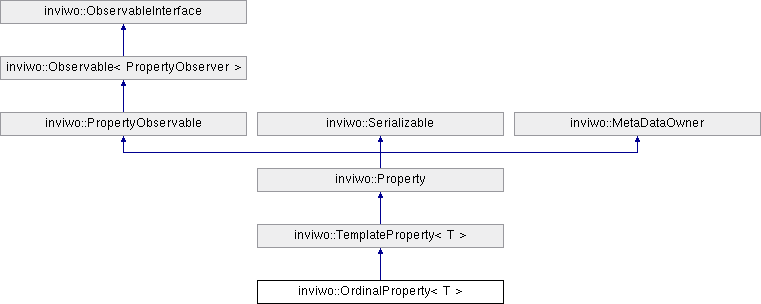 inviwo::ObservableInterface
inviwo::Observable< PropertyObserver >
inviwo::PropertyObservable
inviwo::Serializable
inviwo::MetaDataOwner
inviwo::Property
inviwo::TemplateProperty< T >
inviwo::OrdinalProperty< T >